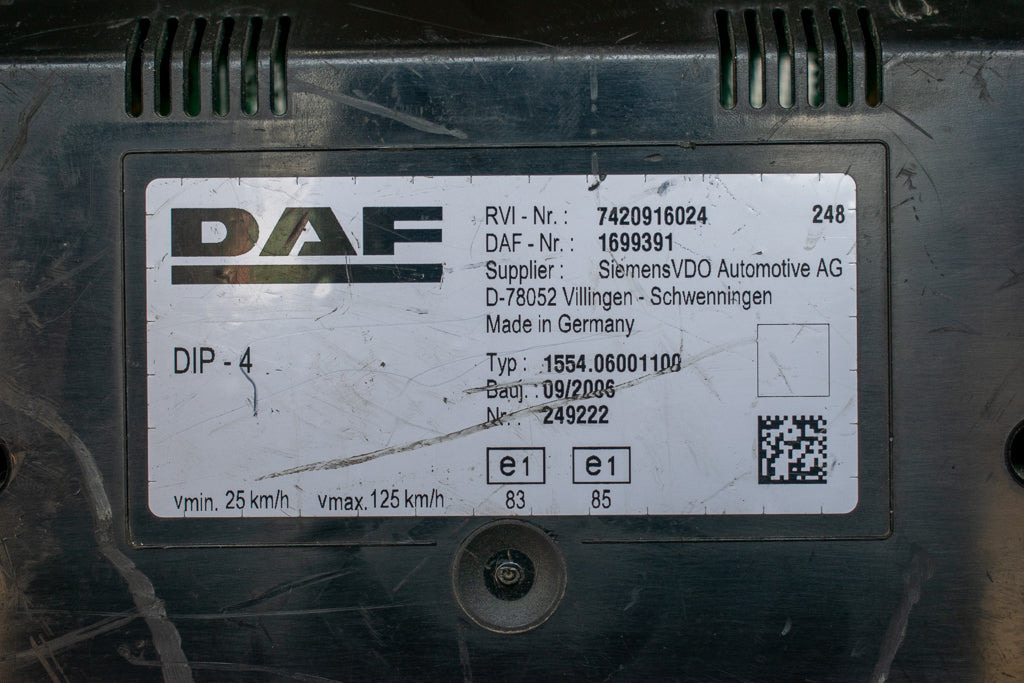 DAF
RVI - Nr. : 7420916024 248
DAF - Nr. : 1699391
Supplier : SiemensVDO Automotive AG
D-78052 Villingen - Schwenningen
Made in Germany
DIP - 4
Typ : 1554.06001100
Bauj. : 09/2006
Nr. : 249222
e1 e1
vmin. 25 km/h vmax. 125 km/h 83 85